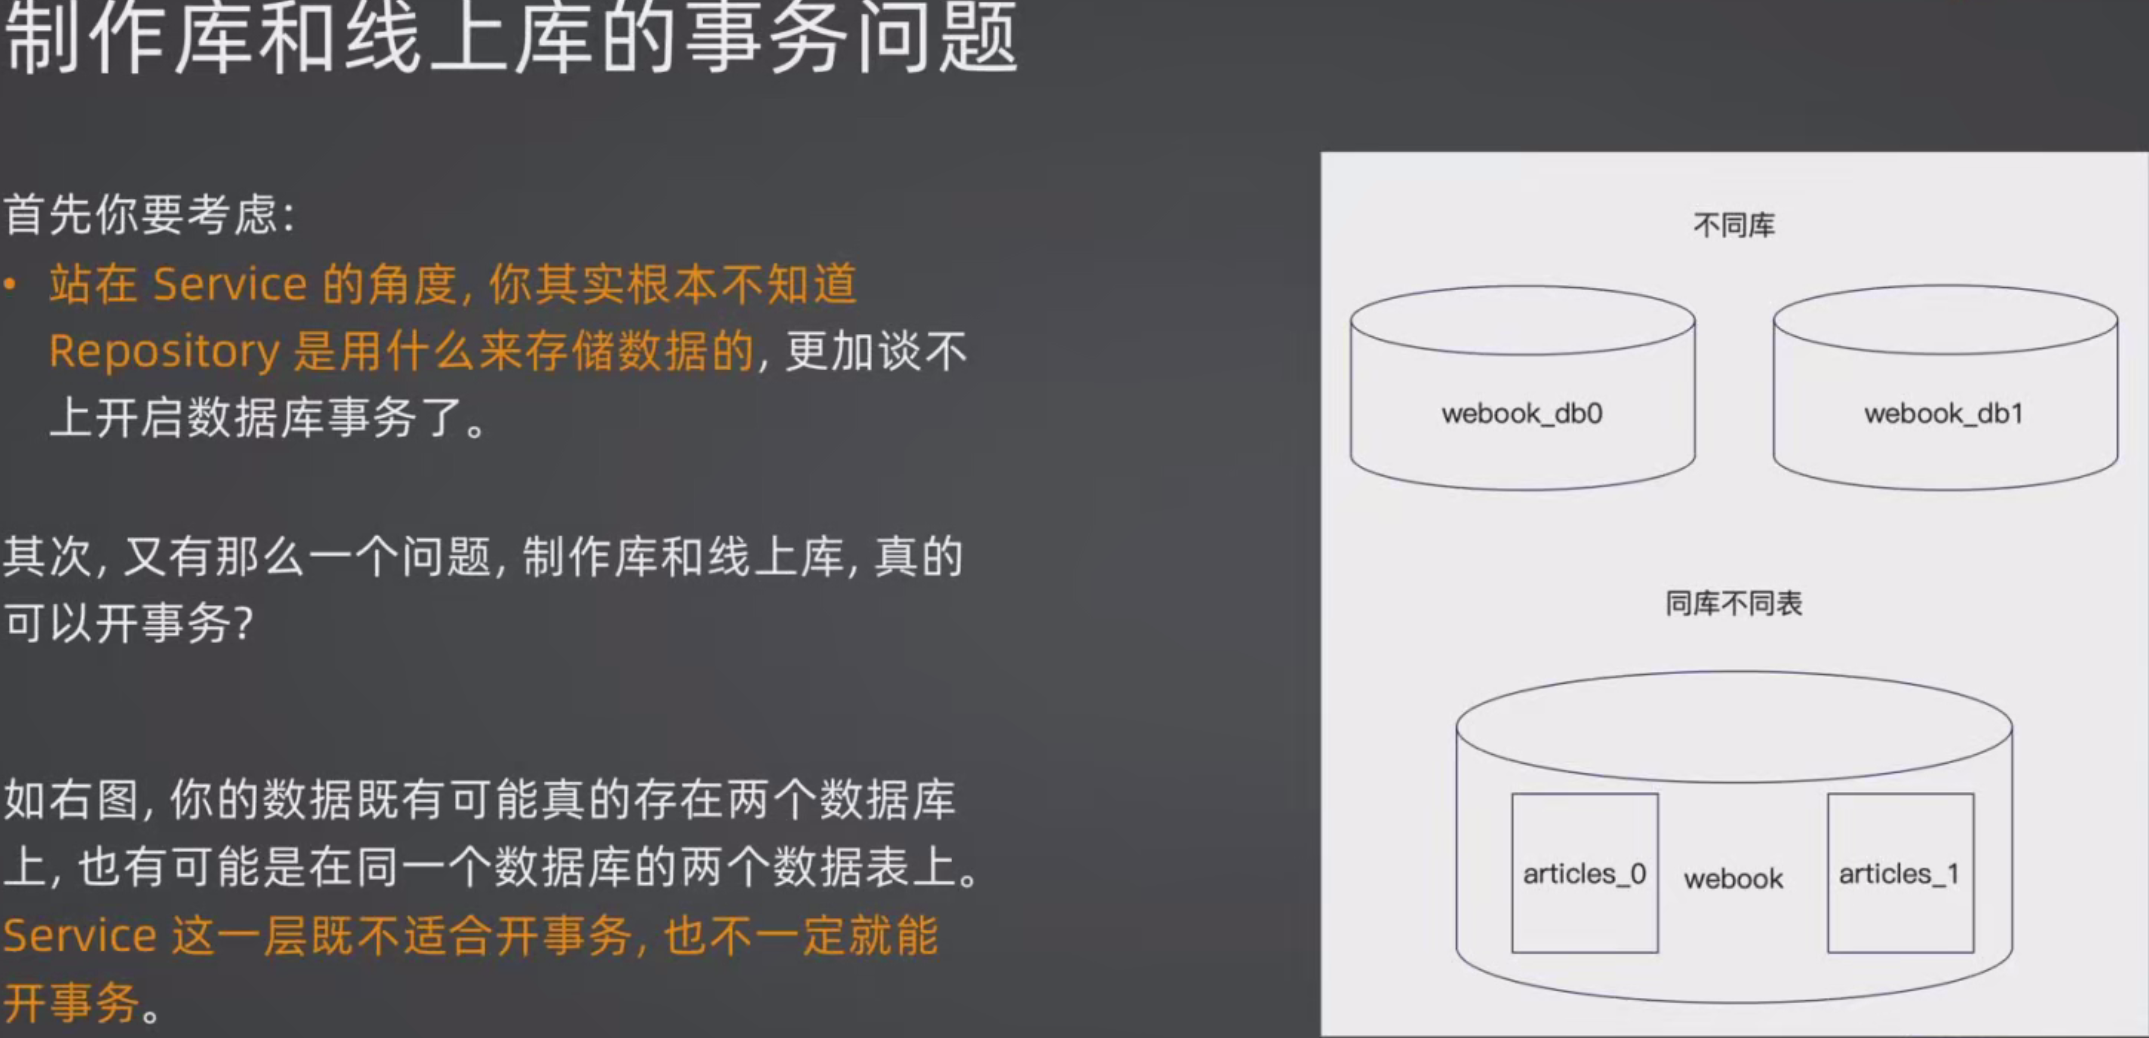 制作库和线上库的事务问题
首先你要考虑:
• 站在 Service 的角度, 你其实根本不知道
Repository 是用什么来存储数据的, 更加谈不
上开启数据库事务了。
其次, 又有那么一个问题, 制作库和线上库, 真的
可以开事务?
如右图, 你的数据既有可能真的存在两个数据库
上, 也有可能是在同一个数据库的两个数据表上。
Service 这一层既不适合开事务, 也不一定就能
开事务。
不同库
webook_db0
webook_db1
同库不同表
articles_0
webook
articles_1